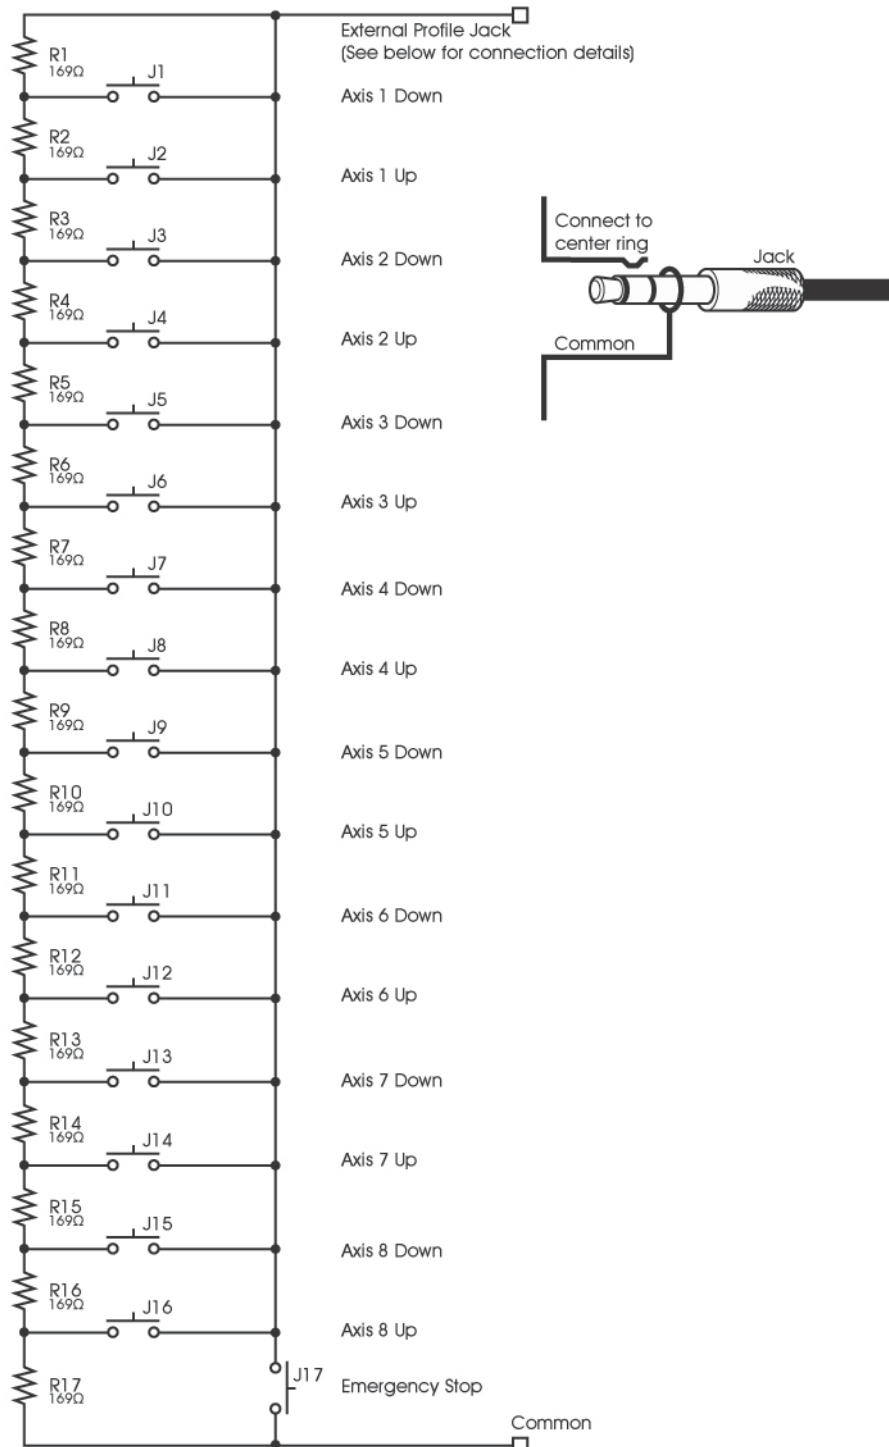 External Profile Jack
(See below for connection details)
R1
169Ω
J1
Axis 1 Down
R2
169Ω
J2
Axis 1 Up
R3
169Ω
J3
Axis 2 Down
Connect to
center ring
Jack
R4
169Ω
J4
Axis 2 Up
Common
R5
169Ω
J5
Axis 3 Down
R6
169Ω
J6
Axis 3 Up
R7
169Ω
J7
Axis 4 Down
R8
169Ω
J8
Axis 4 Up
R9
169Ω
J9
Axis 5 Down
R10
169Ω
J10
Axis 5 Up
R11
169Ω
J11
Axis 6 Down
R12
169Ω
J12
Axis 6 Up
R13
169Ω
J13
Axis 7 Down
R14
169Ω
J14
Axis 7 Up
R15
169Ω
J15
Axis 8 Down
R16
169Ω
J16
Axis 8 Up
R17
169Ω
J17
Emergency Stop
Common